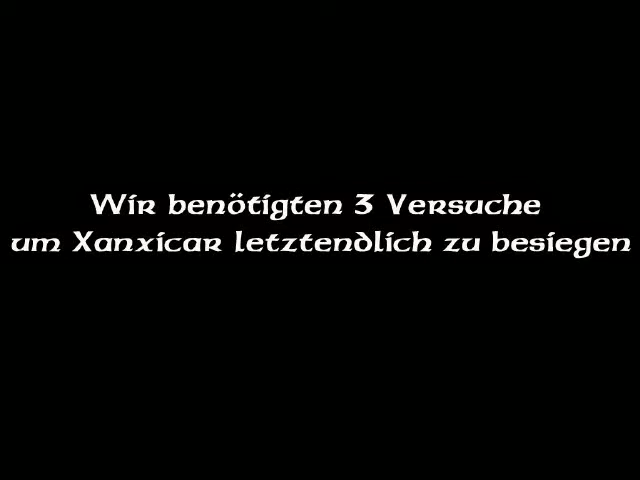 Wir benötigten 3 Versuche
um Xanxicar letztendlich zu besiegen